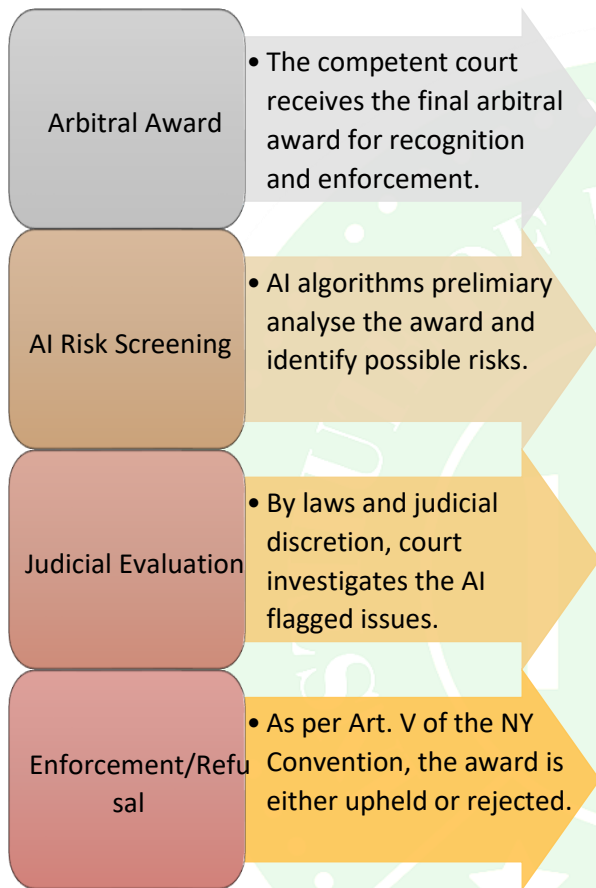 Arbitral Award
• The competent court
receives the final arbitral
award for recognition
and enforcement.
AI Risk Screening
• AI algorithms prelimiary
analyse the award and
identify possible risks.
Judicial Evaluation
• By laws and judicial
discretion, court
investigates the AI
flagged issues.
Enforcement/Refu
sal
• As per Art. V of the NY
Convention, the award is
either upheld or rejected.